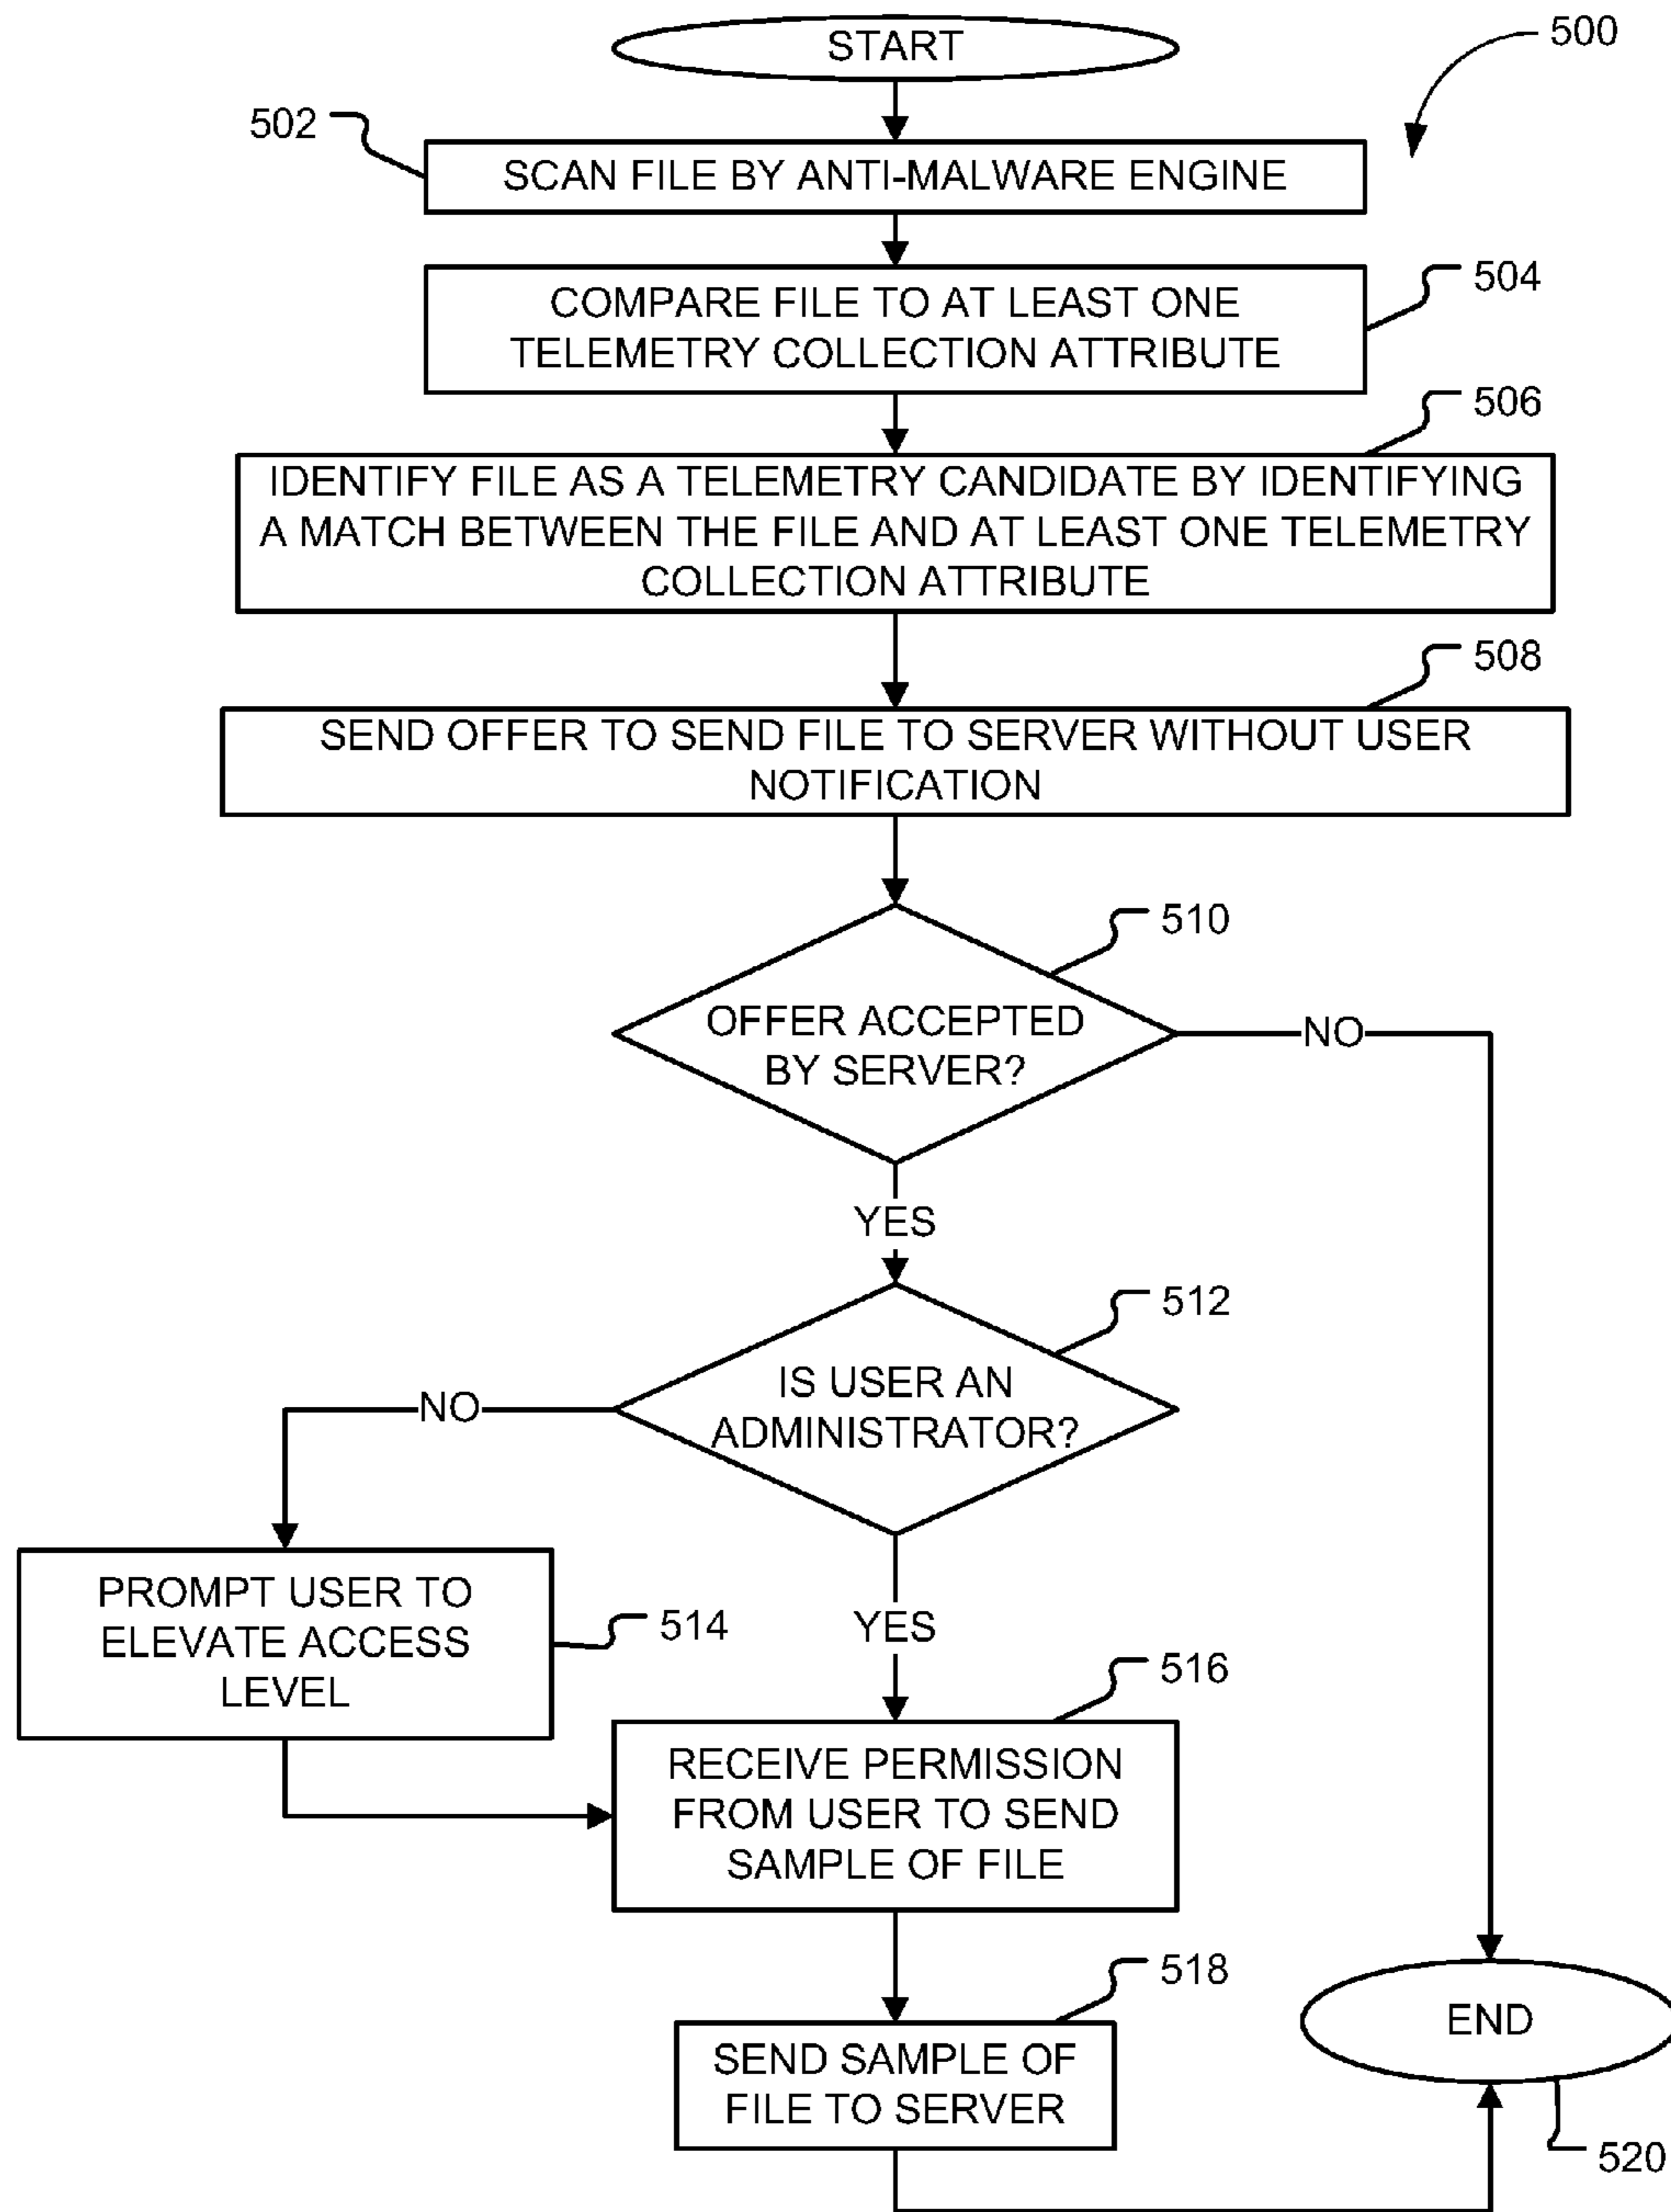 START
500
502
SCAN FILE BY ANTI-MALWARE ENGINE
504
COMPARE FILE TO AT LEAST ONE
TELEMETRY COLLECTION ATTRIBUTE
506
IDENTIFY FILE AS A TELEMETRY CANDIDATE BY IDENTIFYING
A MATCH BETWEEN THE FILE AND AT LEAST ONE TELEMETRY
COLLECTION ATTRIBUTE
508
SEND OFFER TO SEND FILE TO SERVER WITHOUT USER
NOTIFICATION
510
OFFER ACCEPTED
BY SERVER?
NO
YES
512
IS USER AN
ADMINISTRATOR?
NO
YES
PROMPT USER TO
ELEVATE ACCESS
LEVEL
514
516
RECEIVE PERMISSION
FROM USER TO SEND
SAMPLE OF FILE
518
SEND SAMPLE OF
FILE TO SERVER
END
520